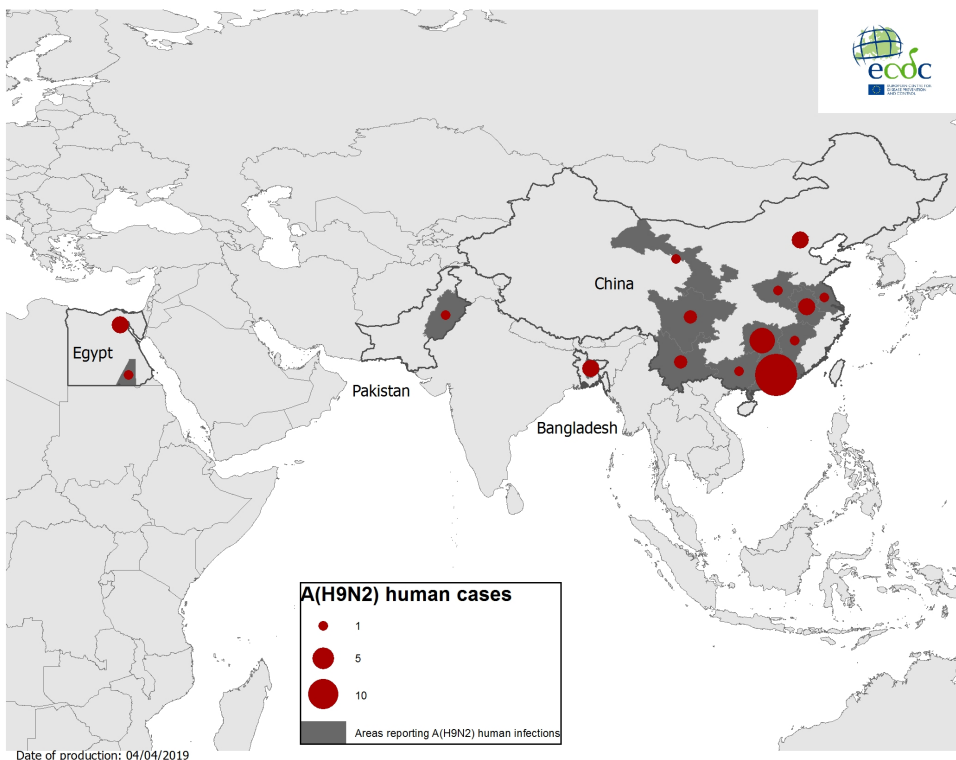 ecdc
EUROPEAN CENTRE FOR
DISEASE PREVENTION
AND CONTROL
China
Egypt
Pakistan
Bangladesh
A(H9N2) human cases
1
5
10
Areas reporting A(H9N2) human infections
Date of production: 04/04/2019